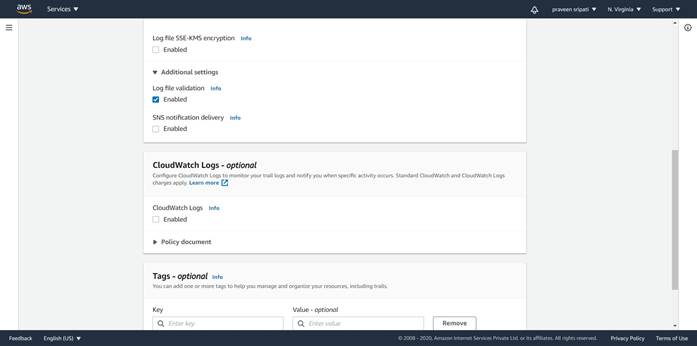 aws Services praveen sripati N. Virginia Support
Log file SSE-KMS encryption Info
Enabled
Additional settings
Log file validation Info
Enabled
SNS notification delivery Info
Enabled
CloudWatch Logs - optional
Configure CloudWatch Logs to monitor your trail logs and notify you when specific activity occurs. Standard CloudWatch and CloudWatch Logs
charges apply. Learn more
CloudWatch Logs Info
Enabled
Policy document
Tags - optional Info
You can add one or more tags to help you manage and organize your resources, including trails.
Key Value - optional
Enter key Enter value Remove
Feedback English (US) © 2008 - 2020, Amazon Internet Services Private Ltd. or its affiliates. All rights reserved. Privacy Policy Terms of Use